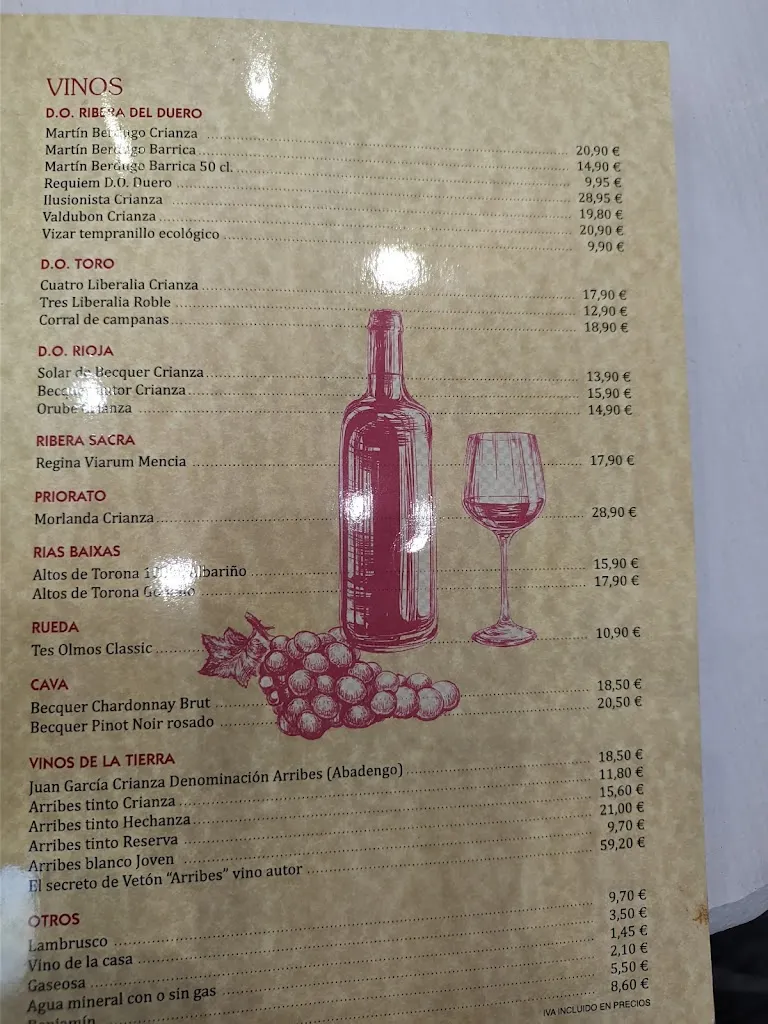 VINOS
D.O. RIBERA DEL DUERO
Martín Berdugo Crianza 20,90 €
Martín Berdugo Barrica 14,90 €
Martín Berdugo Barrica 50 cl. 9,95 €
Requiem D.O. Duero 28,95 €
Ilusionista Crianza 19,80 €
Valdubon Crianza 20,90 €
Vizar tempranillo ecológico 9,90 €
D.O. TORO
Cuatro Liberalia Crianza 17,90 €
Tres Liberalia Roble 12,90 €
Corral de campanas 18,90 €
D.O. RIOJA
Solar de Becquer Crianza 13,90 €
Becquer autor Crianza 15,90 €
Orube Crianza 14,90 €
RIBERA SACRA
Regina Viarum Mencia 17,90 €
PRIORATO
Morlanda Crianza 28,90 €
RIAS BAIXAS
Altos de Torona Albariño 15,90 €
Altos de Torona 17,90 €
RUEDA
Tes Olmos Classic 10,90 €
CAVA
Becquer Chardonnay Brut 18,50 €
Becquer Pinot Noir rosado 20,50 €
VINOS DE LA TIERRA
Juan García Crianza Denominación Arribes (Abadengo) 18,50 €
Arribes tinto Crianza 11,80 €
Arribes tinto Hechanza 15,60 €
Arribes tinto Reserva 21,00 €
Arribes blanco Joven 9,70 €
El secreto de Vetón “Arribes” vino autor 59,20 €
OTROS
Lambrusco 9,70 €
Vino de la casa 3,50 €
Gaseosa 1,45 €
Agua mineral con o sin gas 2,10 €
Benjamín 5,50 €
8,60 €
IVA INCLUIDO EN PRECIOS